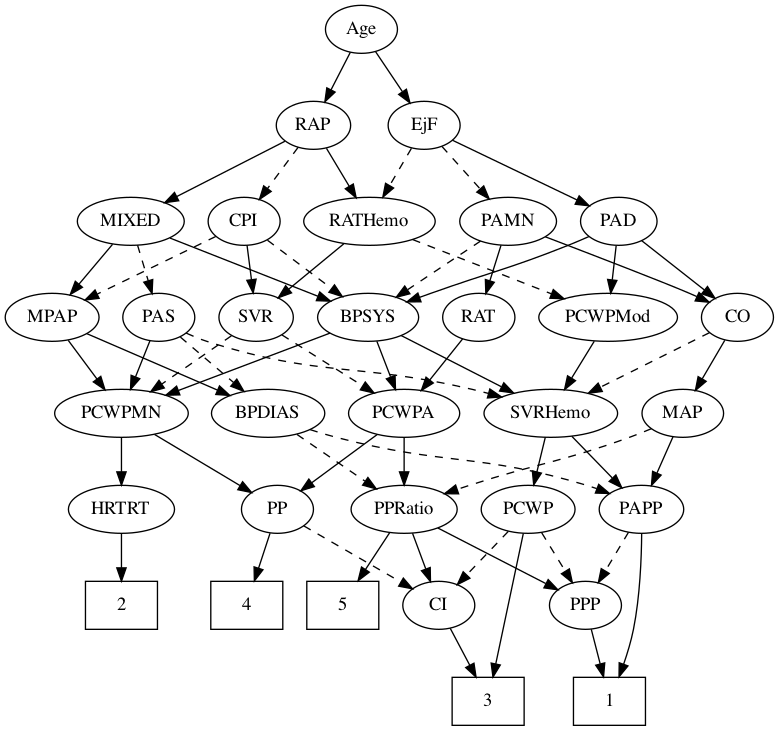 Age
RAP
EjF
MIXED
CPI
RATHemo
PAMN
PAD
MPAP
PAS
SVR
BPSYS
RAT
PCWPMod
CO
PCWPMN
BPDIAS
PCWPA
SVRHemo
MAP
HRTRT
PP
PPRatio
PCWP
PAPP
2
4
5
CI
PPP
3
1